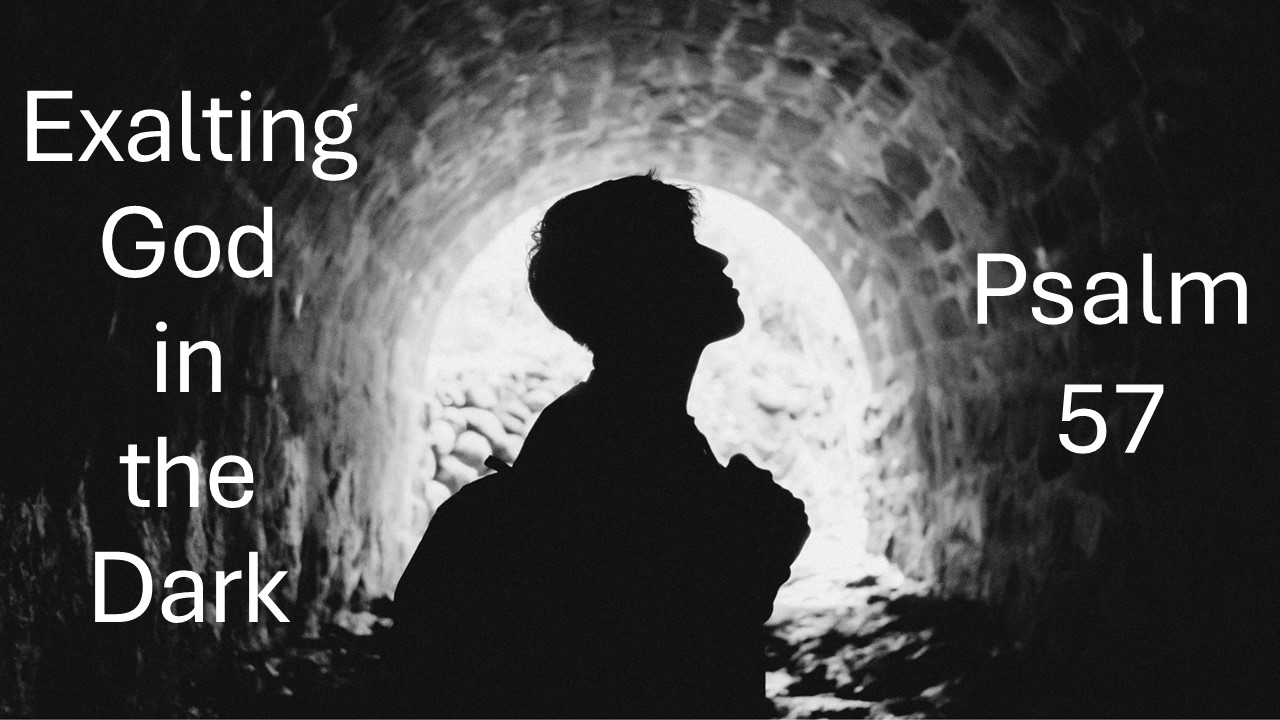 Exalting
God
in
the
Dark
Psalm
57